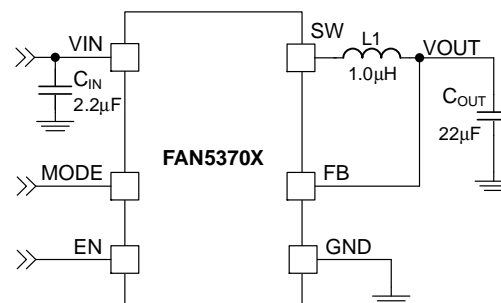 VIN
SW
L1
VOUT
1.0μH
CIN
2.2μF
COUT
22μF
FAN5370X
MODE
FB
EN
GND